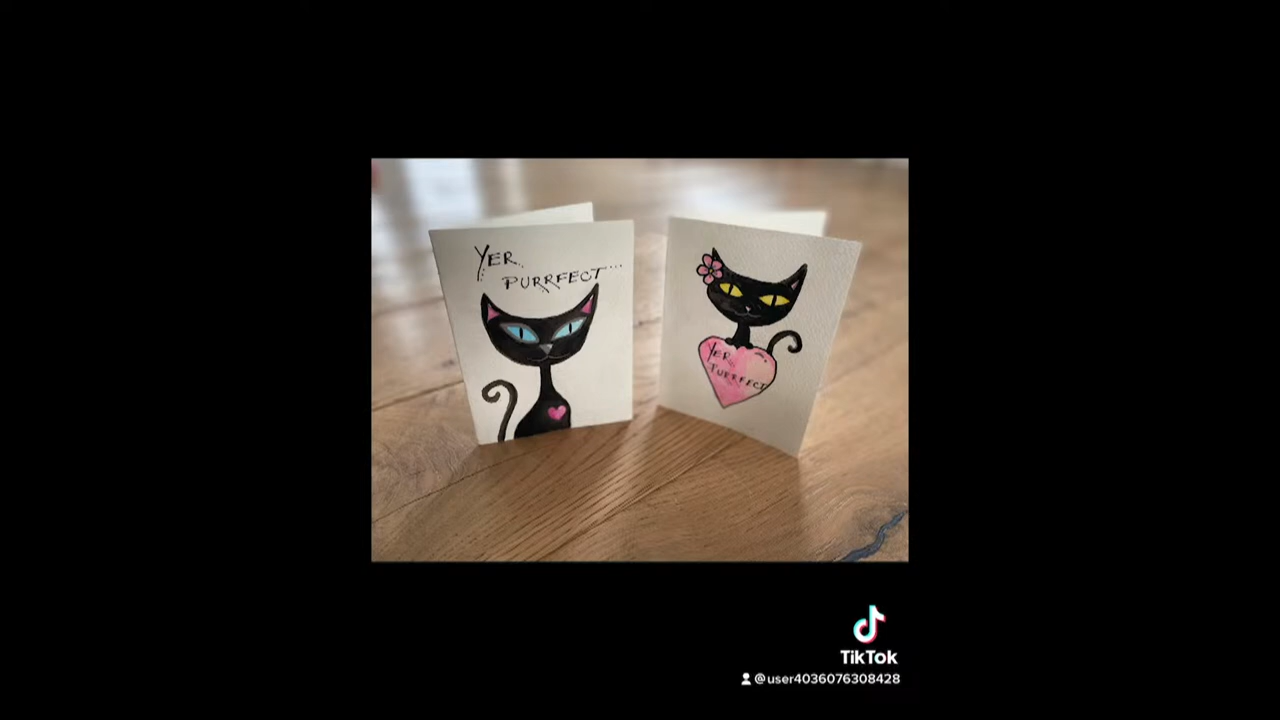 YER
PURRFECT...
YER
PURRFECT
TikTok
@user4036076308428